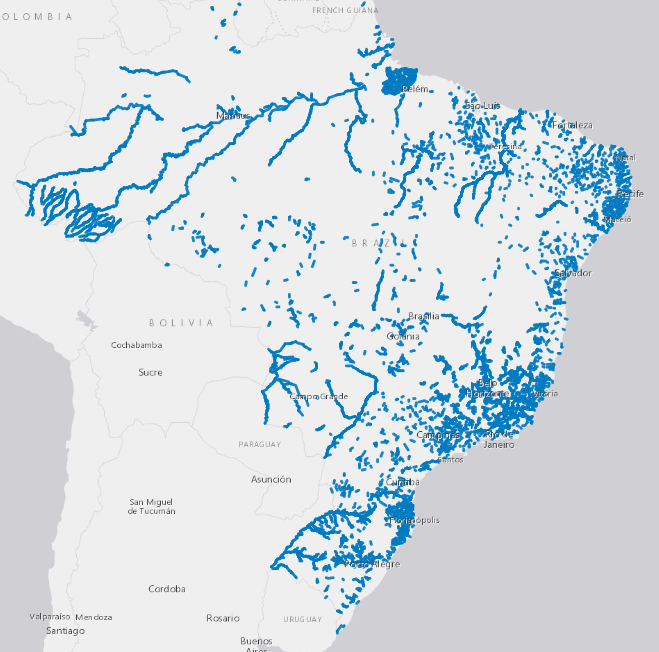 OLOMBIA
FRENCH GUIANA
Belém
São Luís
Manaus
Fortaleza
Teresina
Natal
Recife
Maceió
BRAZIL
Salvador
BOLIVIA
Brasília
Goiânia
Cochabamba
Sucre
Belo
Horizonte
Vitória
Campo Grande
Campinas
Rio de
Janeiro
PARAGUAY
Santos
Asunción
Curitiba
San Miguel
de Tucumán
Florianópolis
Porto Alegre
Cordoba
Valparaíso
Mendoza
Rosario
URUGUAY
Santiago
Buenos
Aires